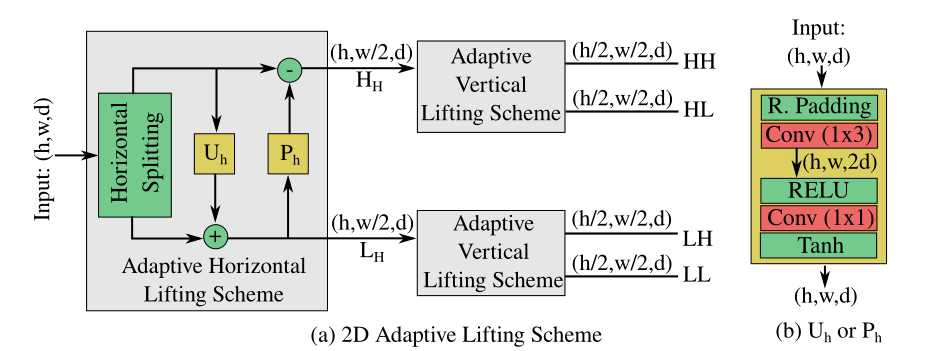 Input: (h,w,d)
Horizontal
Splitting
U_h
P_h
-
+
Adaptive Horizontal
Lifting Scheme
(h,w/2,d)
H_H
(h,w/2,d)
L_H
Adaptive
Vertical
Lifting Scheme
(h/2,w/2,d)
HH
(h/2,w/2,d)
HL
Adaptive
Vertical
Lifting Scheme
(h/2,w/2,d)
LH
(h/2,w/2,d)
LL
(a) 2D Adaptive Lifting Scheme
Input:
(h,w,d)
R. Padding
Conv (1x3)
(h,w,2d)
RELU
Conv (1x1)
Tanh
(h,w,d)
(b) U_h or P_h